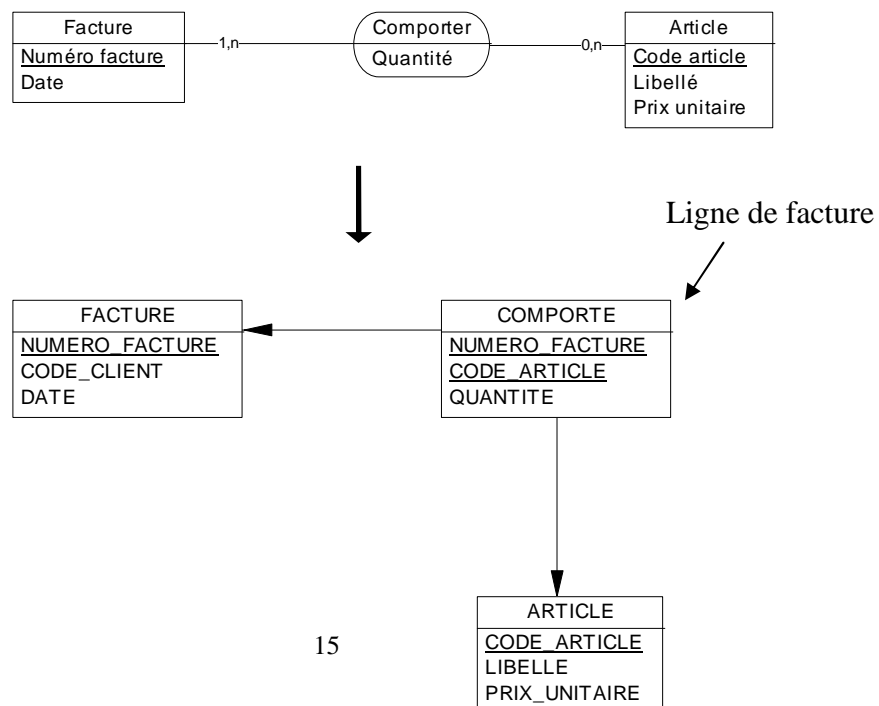 Facture
Numéro facture
Date
1,n
Comporter
Quantité
0,n
Article
Code article
Libellé
Prix unitaire
Ligne de facture
FACTURE
NUMERO_FACTURE
CODE_CLIENT
DATE
COMPORTE
NUMERO_FACTURE
CODE_ARTICLE
QUANTITE
ARTICLE
CODE_ARTICLE
LIBELLE
PRIX_UNITAIRE
15